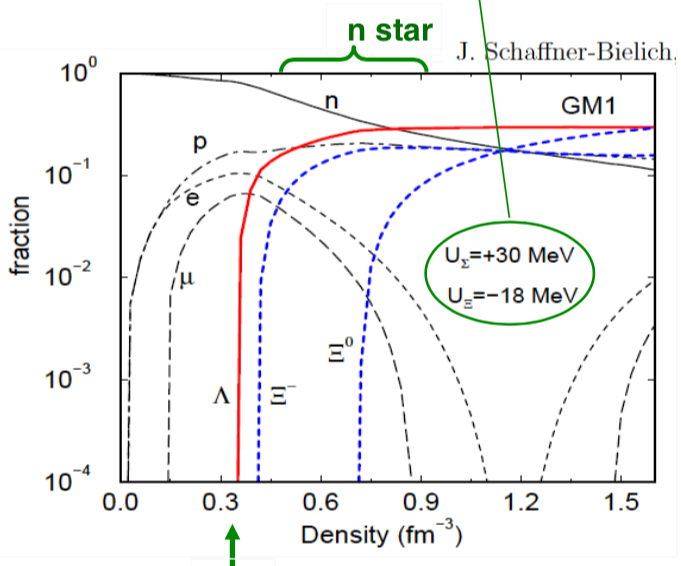 n star
J. Schaffner-Bielich,
10⁰
10⁻¹
10⁻²
10⁻³
10⁻⁴
fraction
n
GM1
p
e
μ
U_Σ=+30 MeV
U_Ξ=−18 MeV
Λ
Ξ⁻
Ξ⁰
0.0 0.3 0.6 0.9 1.2 1.5
Density (fm⁻³)